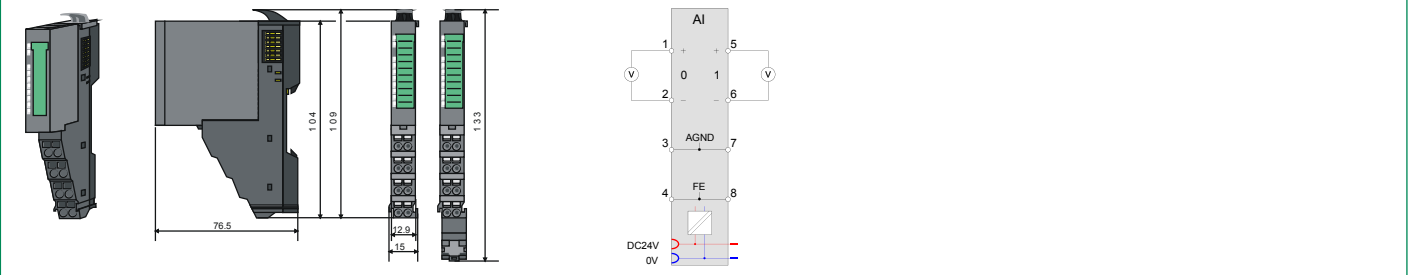 104
109
133
76.5
12.9
15
AI
1 + + 5
V 0 1 V
2 − − 6
AGND
3 7
FE
4 8
DC24V
0V